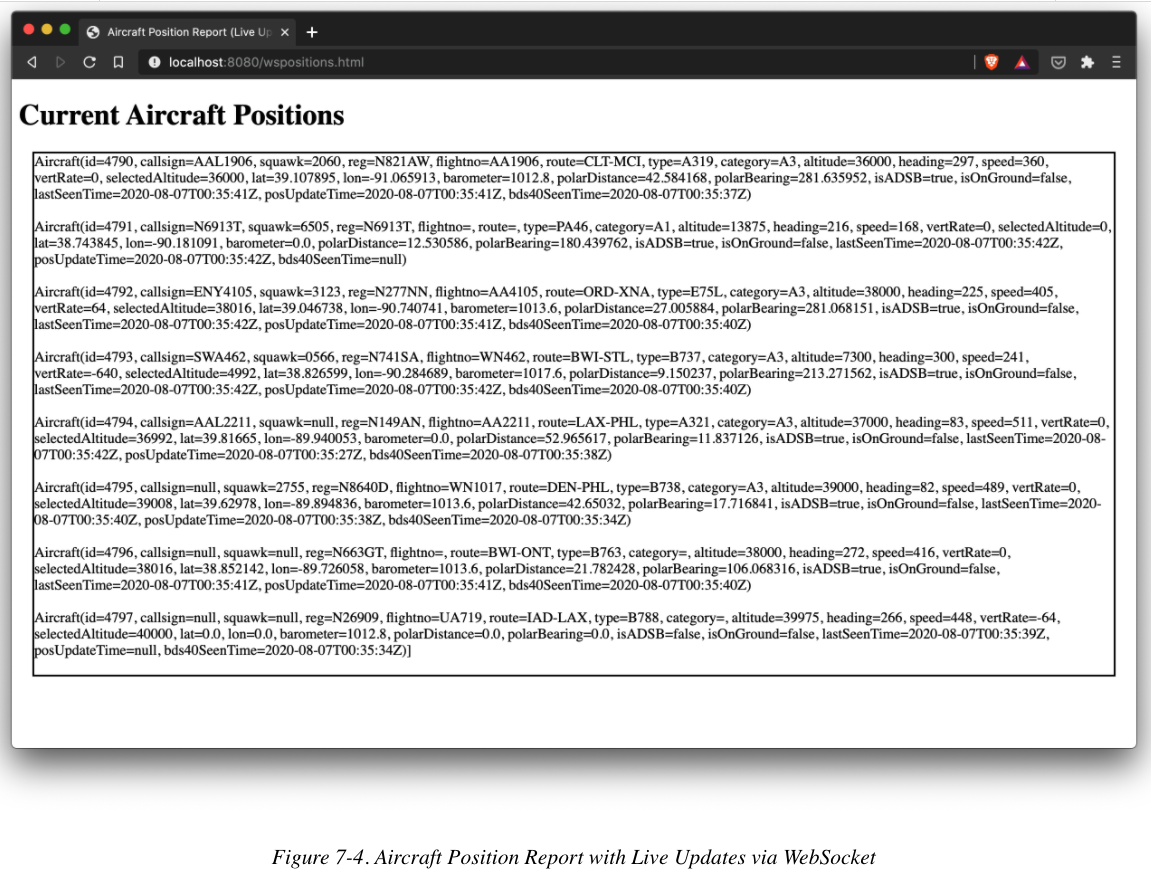 Aircraft Position Report (Live Up
localhost:8080/wspositions.html
Current Aircraft Positions
Aircraft(id=4790, callsign=AAL1906, squawk=2060, reg=N821AW, flightno=AA1906, route=CLT-MCI, type=A319, category=A3, altitude=36000, heading=297, speed=360,
vertRate=0, selectedAltitude=36000, lat=39.107895, lon=-91.065913, barometer=1012.8, polarDistance=42.584168, polarBearing=281.635952, isADSB=true, isOnGround=false,
lastSeenTime=2020-08-07T00:35:41Z, posUpdateTime=2020-08-07T00:35:41Z, bds40SeenTime=2020-08-07T00:35:37Z)
Aircraft(id=4791, callsign=N6913T, squawk=6505, reg=N6913T, flightno=, route=, type=PA46, category=A1, altitude=13875, heading=216, speed=168, vertRate=0, selectedAltitude=0,
lat=38.743845, lon=-90.181091, barometer=0.0, polarDistance=12.530586, polarBearing=180.439762, isADSB=true, isOnGround=false, lastSeenTime=2020-08-07T00:35:42Z,
posUpdateTime=2020-08-07T00:35:42Z, bds40SeenTime=null)
Aircraft(id=4792, callsign=ENY4105, squawk=3123, reg=N277NN, flightno=AA4105, route=ORD-XNA, type=E75L, category=A3, altitude=38000, heading=225, speed=405,
vertRate=64, selectedAltitude=38016, lat=39.046738, lon=-90.740741, barometer=1013.6, polarDistance=27.005884, polarBearing=281.068151, isADSB=true, isOnGround=false,
lastSeenTime=2020-08-07T00:35:42Z, posUpdateTime=2020-08-07T00:35:41Z, bds40SeenTime=2020-08-07T00:35:40Z)
Aircraft(id=4793, callsign=SWA462, squawk=0566, reg=N741SA, flightno=WN462, route=BWI-STL, type=B737, category=A3, altitude=7300, heading=300, speed=241,
vertRate=-640, selectedAltitude=4992, lat=38.826599, lon=-90.284689, barometer=1017.6, polarDistance=9.150237, polarBearing=213.271562, isADSB=true, isOnGround=false,
lastSeenTime=2020-08-07T00:35:42Z, posUpdateTime=2020-08-07T00:35:42Z, bds40SeenTime=2020-08-07T00:35:40Z)
Aircraft(id=4794, callsign=AAL2211, squawk=null, reg=N149AN, flightno=AA2211, route=LAX-PHL, type=A321, category=A3, altitude=37000, heading=83, speed=511, vertRate=0,
selectedAltitude=36992, lat=39.81665, lon=-89.940053, barometer=0.0, polarDistance=52.965617, polarBearing=11.837126, isADSB=true, isOnGround=false, lastSeenTime=2020-08-
07T00:35:42Z, posUpdateTime=2020-08-07T00:35:27Z, bds40SeenTime=2020-08-07T00:35:38Z)
Aircraft(id=4795, callsign=null, squawk=2755, reg=N8640D, flightno=WN1017, route=DEN-PHL, type=B738, category=A3, altitude=39000, heading=82, speed=489, vertRate=0,
selectedAltitude=39008, lat=39.62978, lon=-89.894836, barometer=1013.6, polarDistance=42.65032, polarBearing=17.716841, isADSB=true, isOnGround=false, lastSeenTime=2020-
08-07T00:35:40Z, posUpdateTime=2020-08-07T00:35:38Z, bds40SeenTime=2020-08-07T00:35:34Z)
Aircraft(id=4796, callsign=null, squawk=null, reg=N663GT, flightno=, route=BWI-ONT, type=B763, category=, altitude=38000, heading=272, speed=416, vertRate=0,
selectedAltitude=38016, lat=38.852142, lon=-89.726058, barometer=1013.6, polarDistance=21.782428, polarBearing=106.068316, isADSB=true, isOnGround=false,
lastSeenTime=2020-08-07T00:35:41Z, posUpdateTime=2020-08-07T00:35:41Z, bds40SeenTime=2020-08-07T00:35:40Z)
Aircraft(id=4797, callsign=null, squawk=null, reg=N26909, flightno=UA719, route=IAD-LAX, type=B788, category=, altitude=39975, heading=266, speed=448, vertRate=-64,
selectedAltitude=40000, lat=0.0, lon=0.0, barometer=1012.8, polarDistance=0.0, polarBearing=0.0, isADSB=false, isOnGround=false, lastSeenTime=2020-08-07T00:35:39Z,
posUpdateTime=null, bds40SeenTime=2020-08-07T00:35:34Z)]
Figure 7-4. Aircraft Position Report with Live Updates via WebSocket